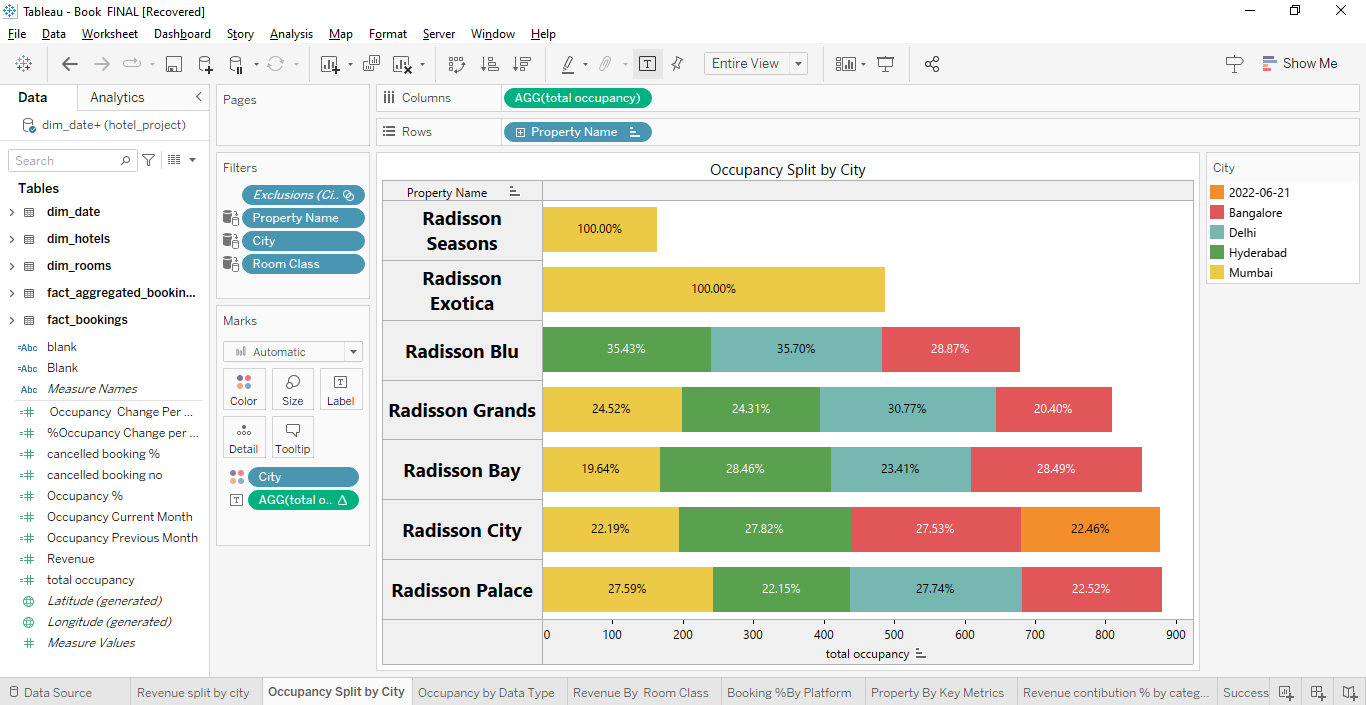 Tableau - Book  FINAL [Recovered]
File Data Worksheet Dashboard Story Analysis Map Format Server Window Help
Entire View
Show Me
Data Analytics
dim_date+ (hotel_project)
Search
Tables
dim_date
dim_hotels
dim_rooms
fact_aggregated_bookin...
fact_bookings
=Abc blank
=Abc Blank
Abc Measure Names
Occupancy  Change Per ...
%Occupancy Change per ...
cancelled booking %
cancelled booking no
Occupancy %
Occupancy Current Month
Occupancy Previous Month
Revenue
total occupancy
Latitude (generated)
Longitude (generated)
Measure Values
Pages
Filters
Exclusions (Ci..
Property Name
City
Room Class
Marks
Automatic
Color Size Label
Detail Tooltip
City
AGG(total o.. Δ
Columns AGG(total occupancy)
Rows Property Name
Occupancy Split by City
Property Name
Radisson
Seasons
100.00%
Radisson
Exotica
100.00%
Radisson Blu 35.43% 35.70% 28.87%
Radisson Grands 24.52% 24.31% 30.77% 20.40%
Radisson Bay 19.64% 28.46% 23.41% 28.49%
Radisson City 22.19% 27.82% 27.53% 22.46%
Radisson Palace 27.59% 22.15% 27.74% 22.52%
0 100 200 300 400 500 600 700 800 900
total occupancy
City
2022-06-21
Bangalore
Delhi
Hyderabad
Mumbai
Data Source Revenue split by city Occupancy Split by City Occupancy by Data Type Revenue By  Room Class Booking %By Platform Property By Key Metrics Revenue contibution % by categ... Success